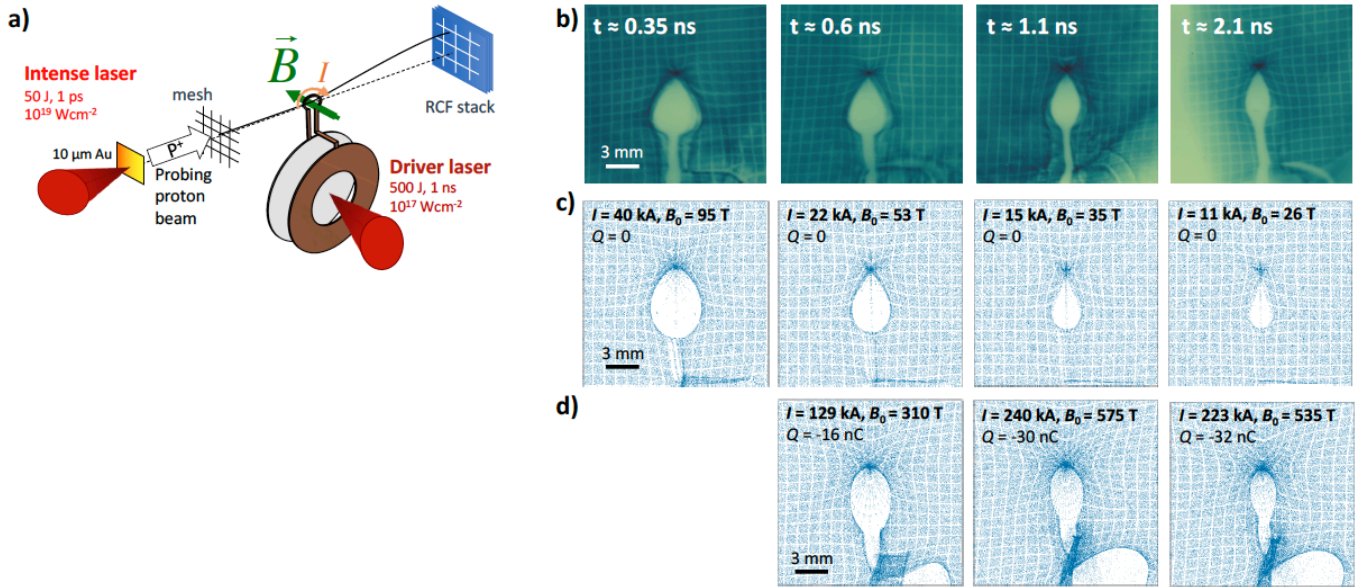 a)
Intense laser
50 J, 1 ps
10¹⁹ Wcm⁻²
mesh
B
I
RCF stack
10 µm Au
P⁺
Probing
proton
beam
Driver laser
500 J, 1 ns
10¹⁷ Wcm⁻²
b)
t ≈ 0.35 ns
t ≈ 0.6 ns
t ≈ 1.1 ns
t ≈ 2.1 ns
3 mm
c)
I = 40 kA, B₀ = 95 T
Q = 0
I = 22 kA, B₀ = 53 T
Q = 0
I = 15 kA, B₀ = 35 T
Q = 0
I = 11 kA, B₀ = 26 T
Q = 0
3 mm
d)
I = 129 kA, B₀ = 310 T
Q = -16 nC
I = 240 kA, B₀ = 575 T
Q = -30 nC
I = 223 kA, B₀ = 535 T
Q = -32 nC
3 mm